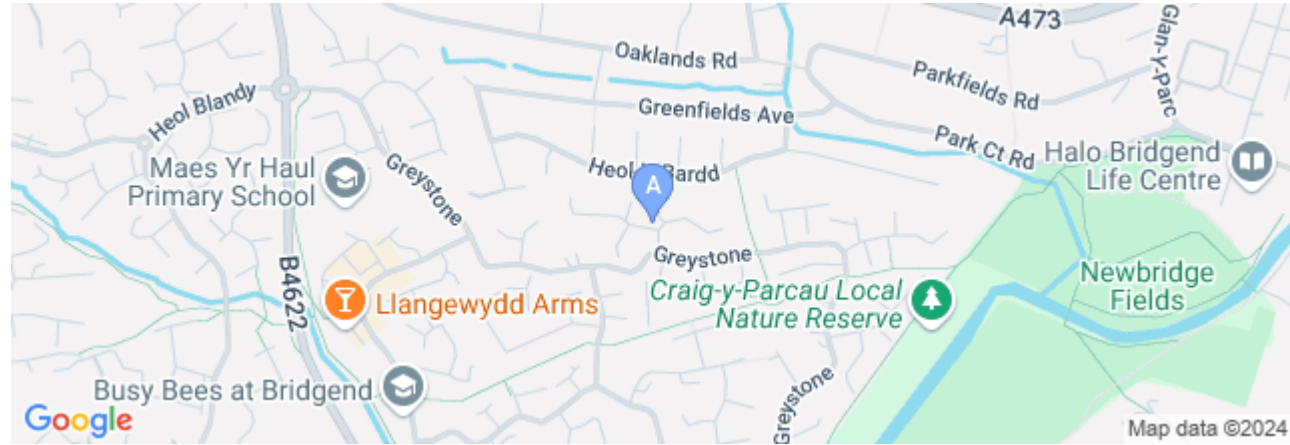 A473
Glan-y-Parc
Oaklands Rd
Parkfields Rd
Greenfields Ave
Heol Blandy
Park Ct Rd
Halo Bridgend
Life Centre
Maes Yr Haul
Primary School
Greystone
Bardd
Heol
A
Greystone
B4622
Craig-y-Parcau Local
Nature Reserve
Newbridge
Fields
Llangewydd Arms
Greystone
Busy Bees at Bridgend
Google
Map data ©2024